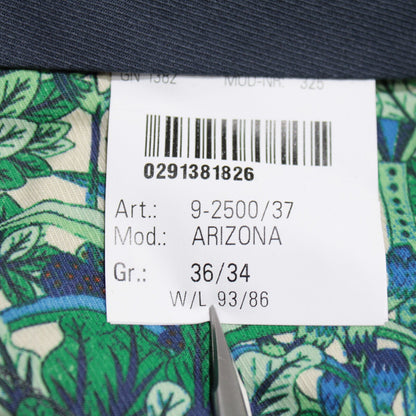 GN 1382 MOD-NR. 325
0291381826
Art.: 9-2500/37
Mod.: ARIZONA
Gr.: 36/34
W/L 93/86